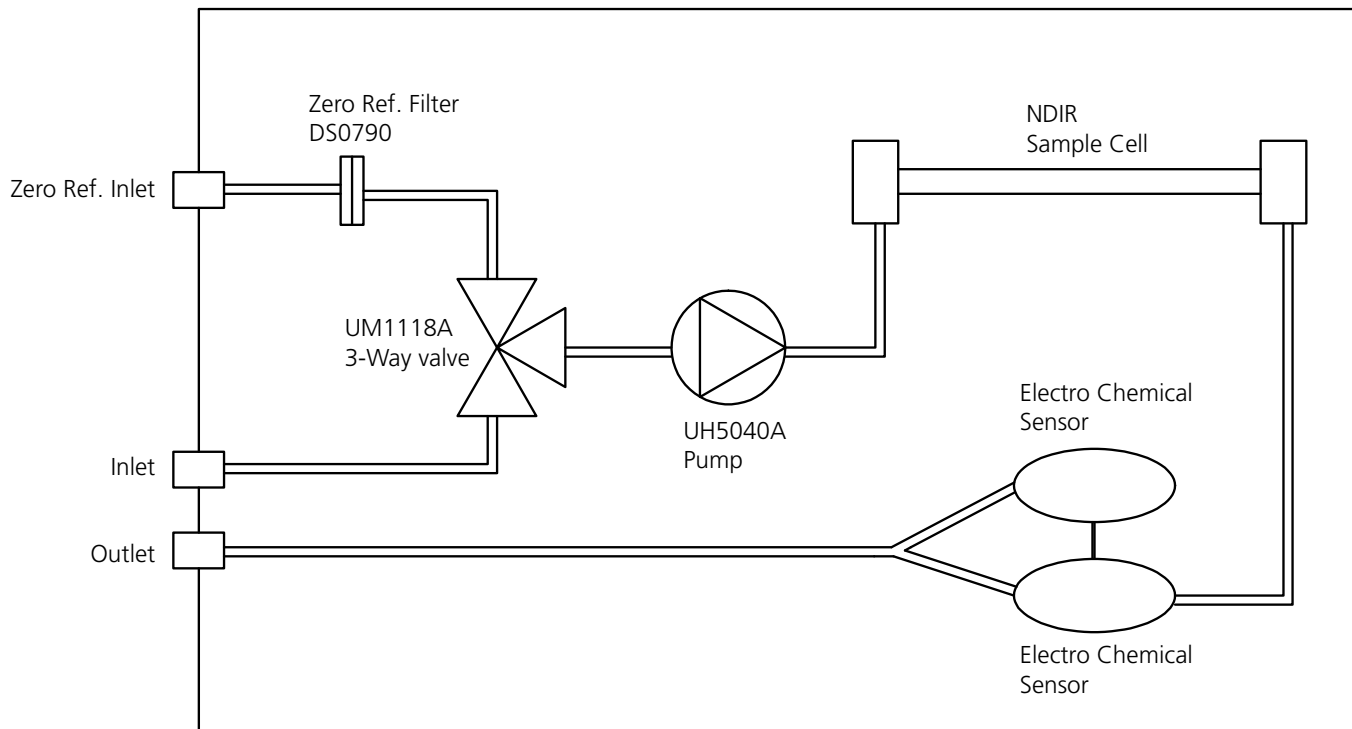 Zero Ref. Filter
DS0790
NDIR
Sample Cell
Zero Ref. Inlet
UM1118A
3-Way valve
UH5040A
Pump
Electro Chemical
Sensor
Inlet
Outlet
Electro Chemical
Sensor